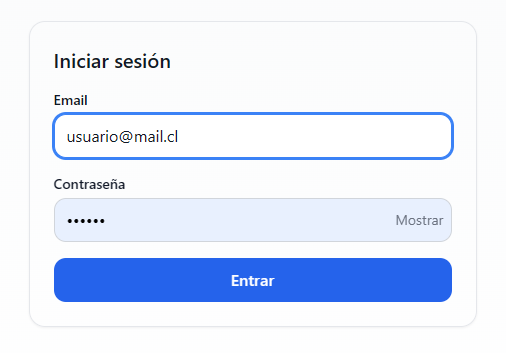 Iniciar sesión
Email
usuario@mail.cl
Contraseña
•••••• Mostrar
Entrar